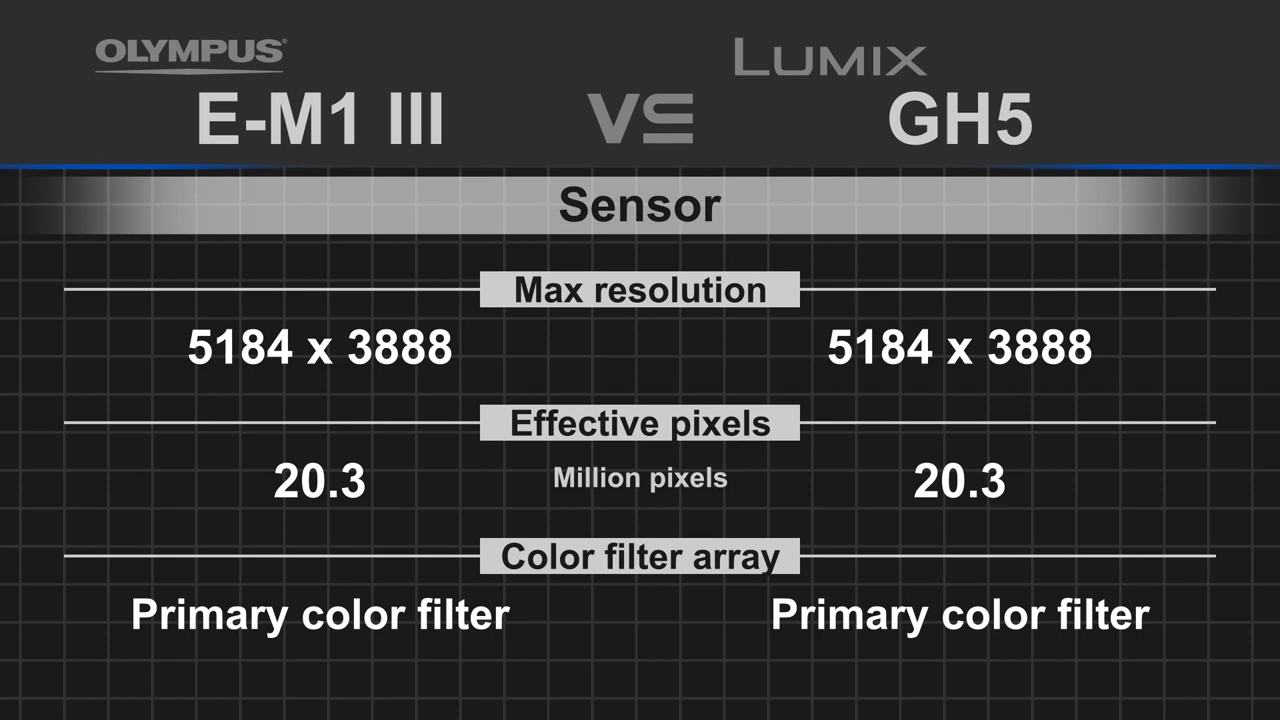 OLYMPUS
LUMIX
E-M1 III VS GH5
Sensor
Max resolution
5184 x 3888 5184 x 3888
Effective pixels
20.3 Million pixels 20.3
Color filter array
Primary color filter Primary color filter